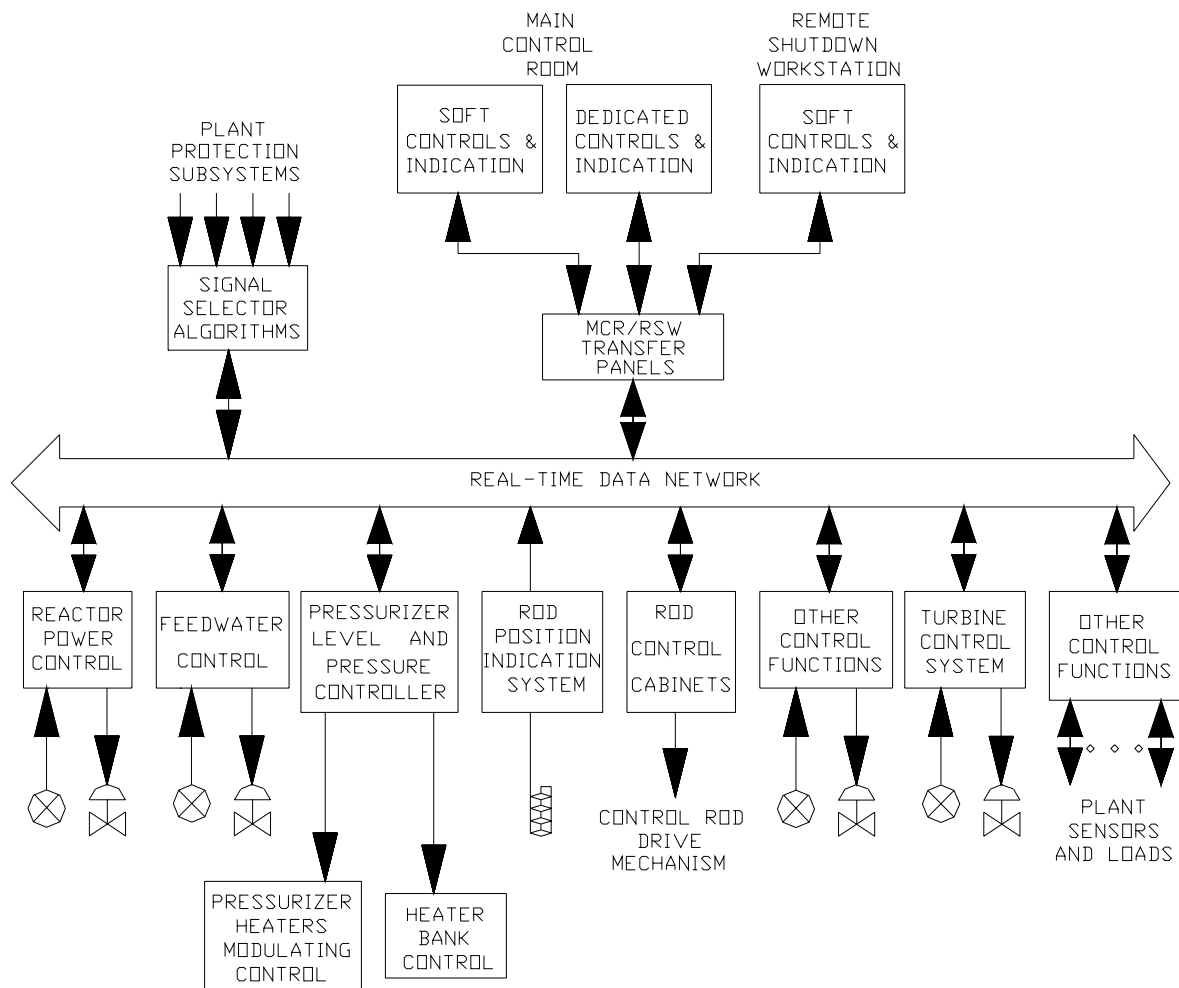 MAIN
CONTROL
ROOM
REMOTE
SHUTDOWN
WORKSTATION
SOFT
CONTROLS &
INDICATION
DEDICATED
CONTROLS &
INDICATION
SOFT
CONTROLS &
INDICATION
PLANT
PROTECTION
SUBSYSTEMS
SIGNAL
SELECTOR
ALGORITHMS
MCR/RSW
TRANSFER
PANELS
REAL-TIME DATA NETWORK
REACTOR
POWER
CONTROL
FEEDWATER
CONTROL
PRESSURIZER
LEVEL AND
PRESSURE
CONTROLLER
ROD
POSITION
INDICATION
SYSTEM
ROD
CONTROL
CABINETS
OTHER
CONTROL
FUNCTIONS
TURBINE
CONTROL
SYSTEM
OTHER
CONTROL
FUNCTIONS
CONTROL ROD
DRIVE
MECHANISM
PLANT
SENSORS
AND LOADS
PRESSURIZER
HEATERS
MODULATING
CONTROL
HEATER
BANK
CONTROL